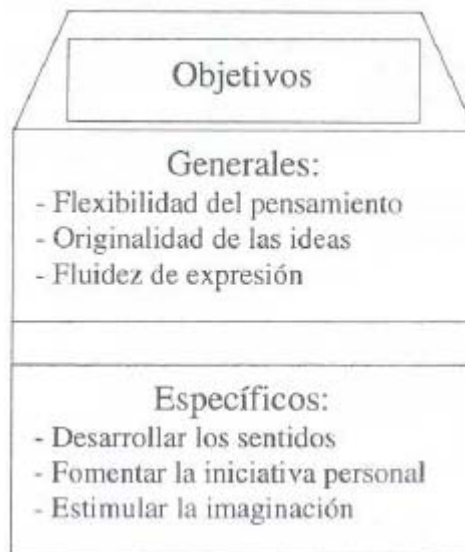 Objetivos
Generales:
- Flexibilidad del pensamiento
- Originalidad de las ideas
- Fluidez de expresión
Específicos:
- Desarrollar los sentidos
- Fomentar la iniciativa personal
- Estimular la imaginación